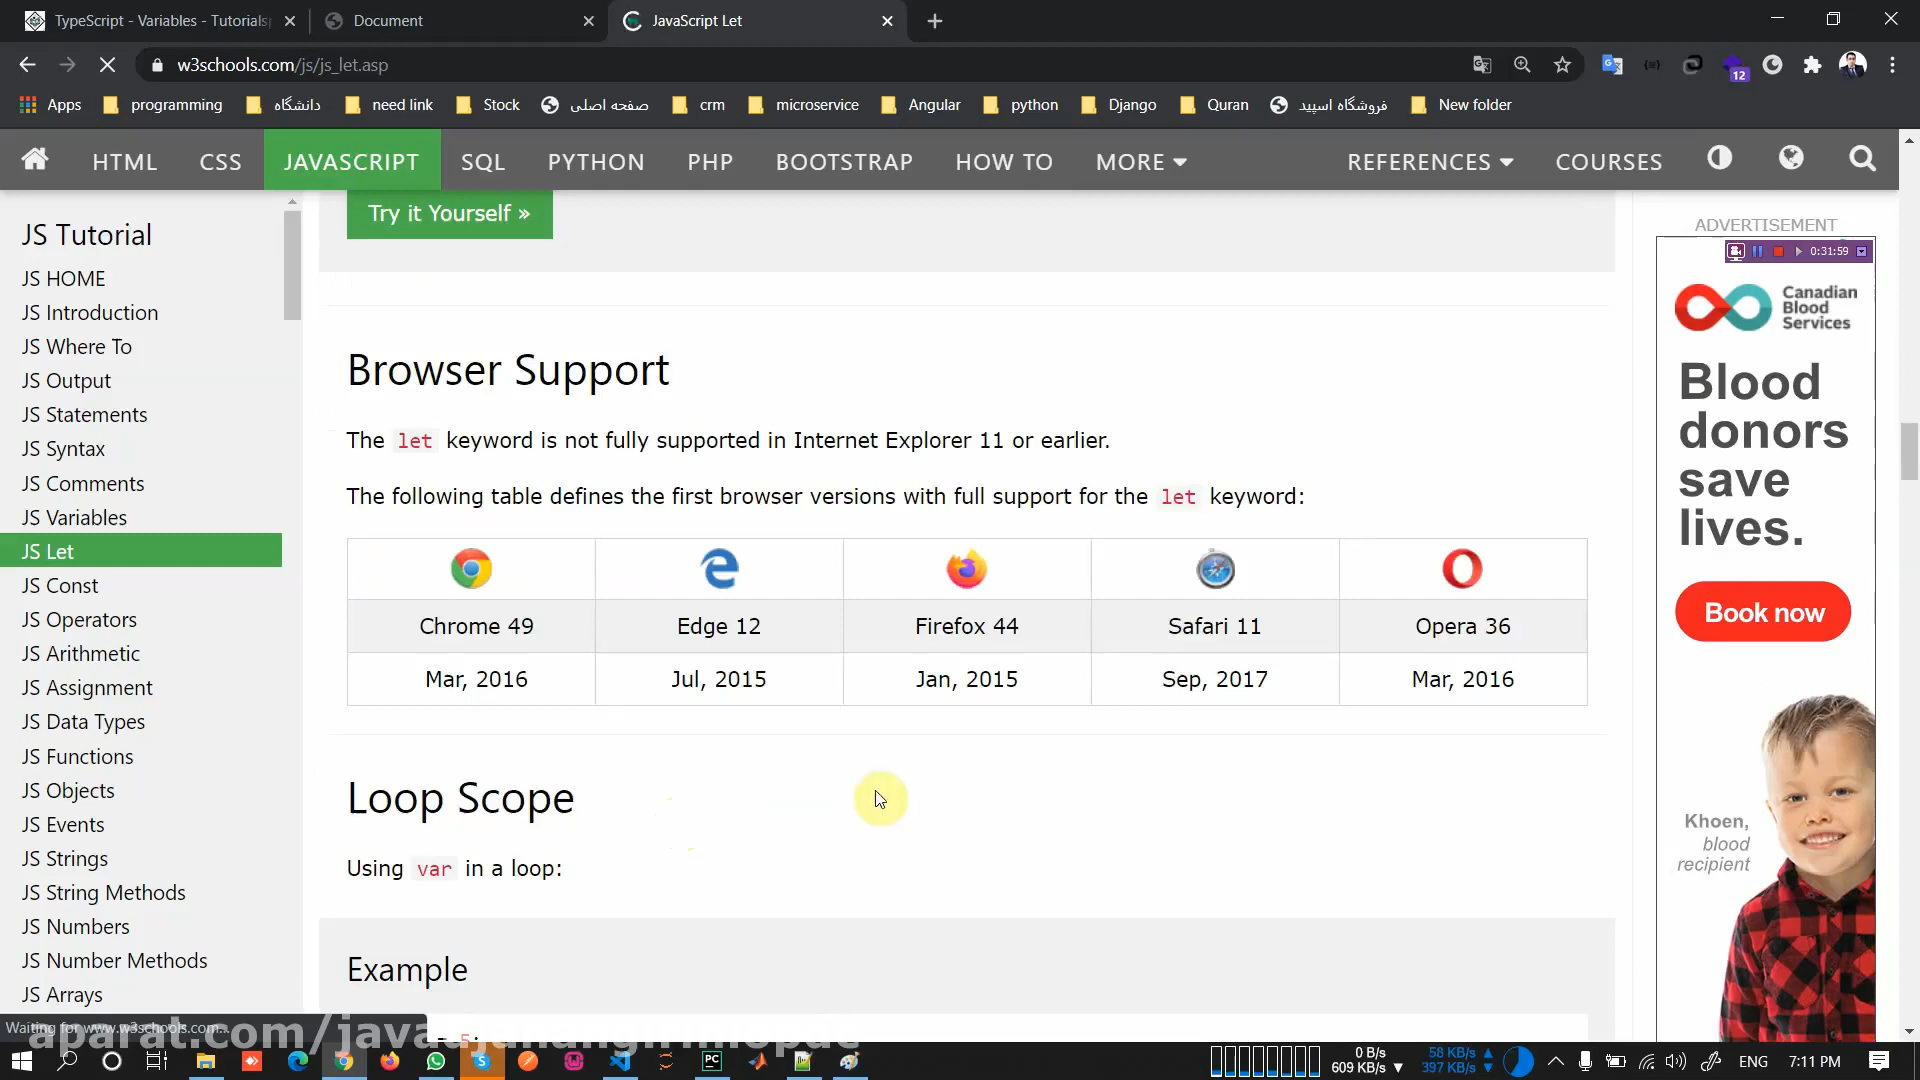 TypeScript - Variables - Tutorials
Document
JavaScript Let
w3schools.com/js/js_let.asp
12
Apps
programming
دانشگاه
need link
Stock
صفحه اصلی
crm
microservice
Angular
python
Django
Quran
فروشگاه اسپید
New folder
HTML
CSS
JAVASCRIPT
SQL
PYTHON
PHP
BOOTSTRAP
HOW TO
MORE
REFERENCES
COURSES
JS Tutorial
JS HOME
JS Introduction
JS Where To
JS Output
JS Statements
JS Syntax
JS Comments
JS Variables
JS Let
JS Const
JS Operators
JS Arithmetic
JS Assignment
JS Data Types
JS Functions
JS Objects
JS Events
JS Strings
JS String Methods
JS Numbers
JS Number Methods
JS Arrays
Try it Yourself »
Browser Support
The let keyword is not fully supported in Internet Explorer 11 or earlier.
The following table defines the first browser versions with full support for the let keyword:
Chrome 49 Edge 12 Firefox 44 Safari 11 Opera 36
Mar, 2016 Jul, 2015 Jan, 2015 Sep, 2017 Mar, 2016
Loop Scope
Using var in a loop:
Example
ADVERTISEMENT
0:31:59
Canadian
Blood
Services
Blood
donors
save
lives.
Book now
Khoen,
blood
recipient
Waiting for www.w3schools.com...
0 B/s
609 KB/s
58 KB/s
397 KB/s
ENG
7:11 PM